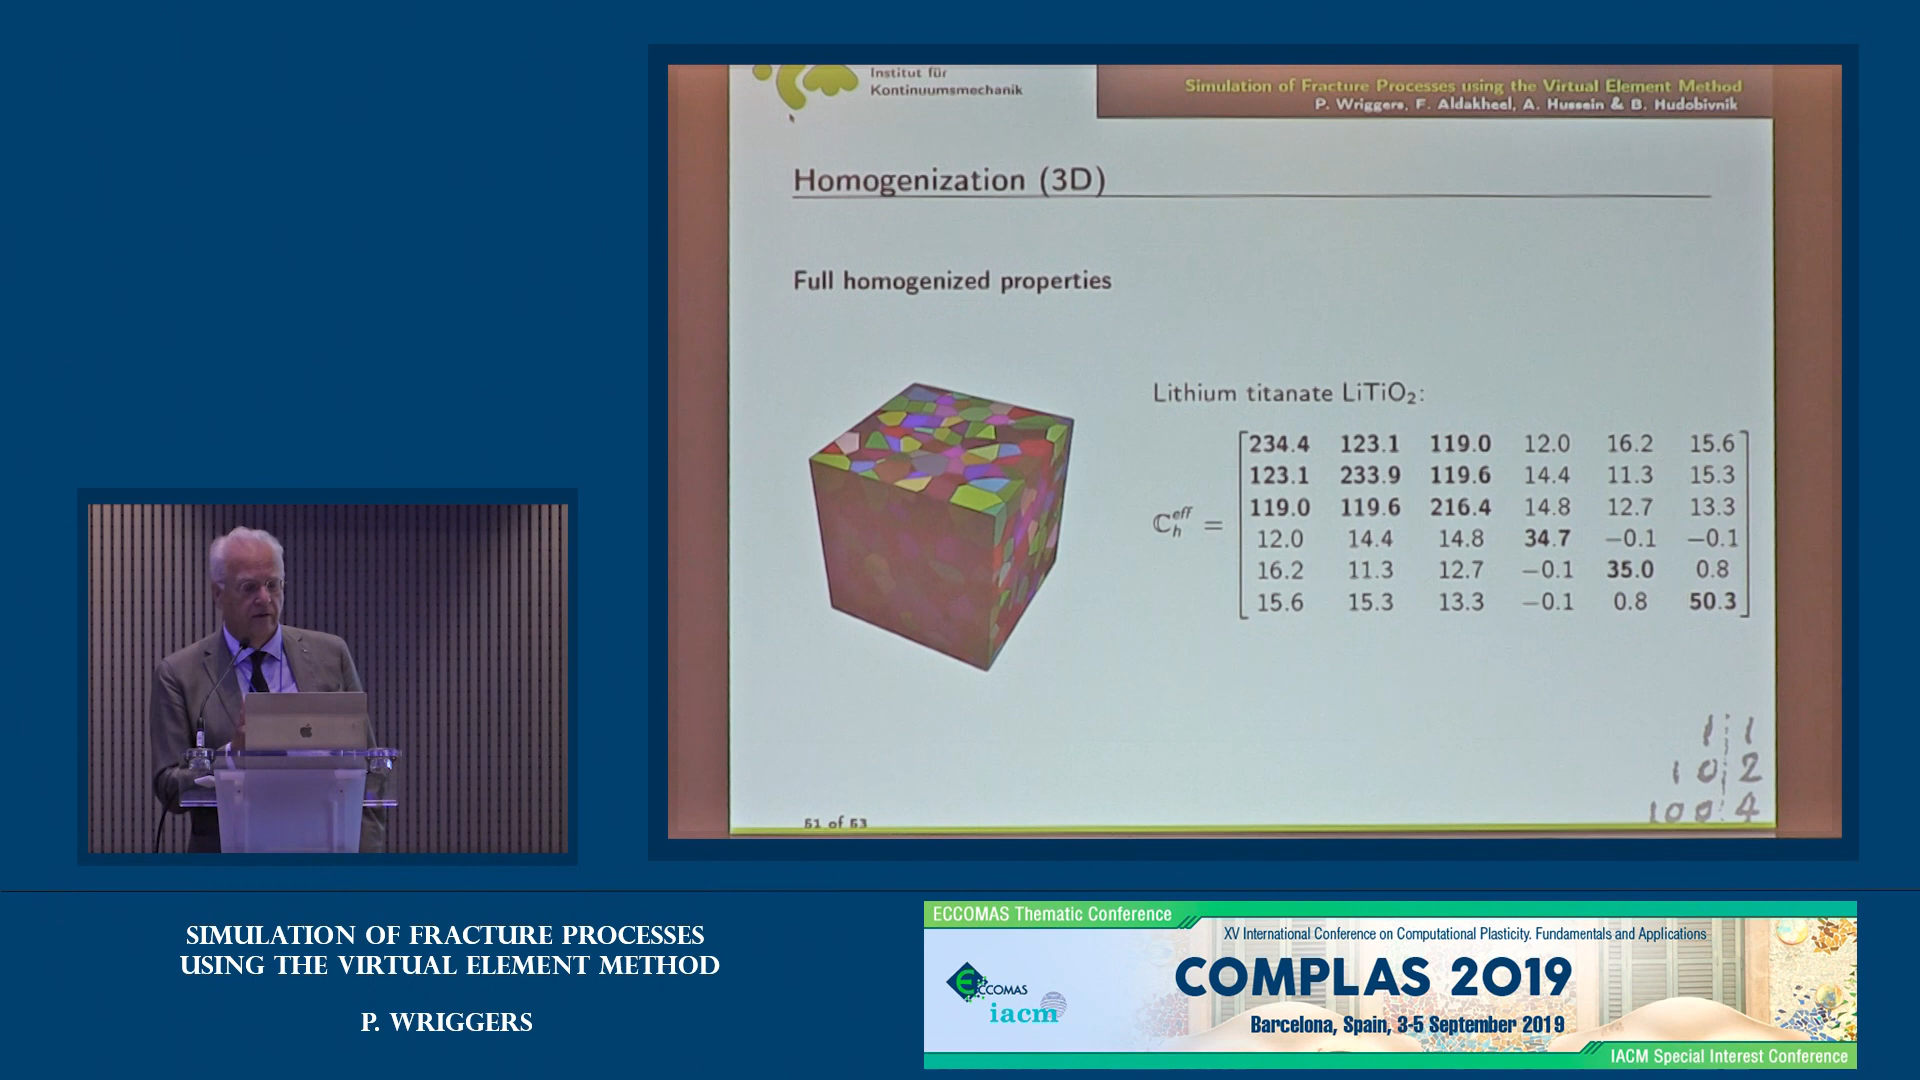 Institut für
Kontinuumsmechanik
Simulation of Fracture Processes using the Virtual Element Method
P. Wriggers, F. Aldakheel, A. Hussein & B. Hudobivnik
Homogenization (3D)
Full homogenized properties
Lithium titanate LiTiO₂:
ℂₕᵉᶠᶠ =
234.4 123.1 119.0 12.0 16.2 15.6
123.1 233.9 119.6 14.4 11.3 15.3
119.0 119.6 216.4 14.8 12.7 13.3
12.0 14.4 14.8 34.7 −0.1 −0.1
16.2 11.3 12.7 −0.1 35.0 0.8
15.6 15.3 13.3 −0.1 0.8 50.3
1 ¦ 1
10 ¦ 2
100 ¦ 4
51 of 53
SIMULATION OF FRACTURE PROCESSES
USING THE VIRTUAL ELEMENT METHOD
P. WRIGGERS
ECCOMAS Thematic Conference
XV International Conference on Computational Plasticity. Fundamentals and Applications
ECCOMAS
iacm
COMPLAS 2019
Barcelona, Spain, 3-5 September 2019
IACM Special Interest Conference